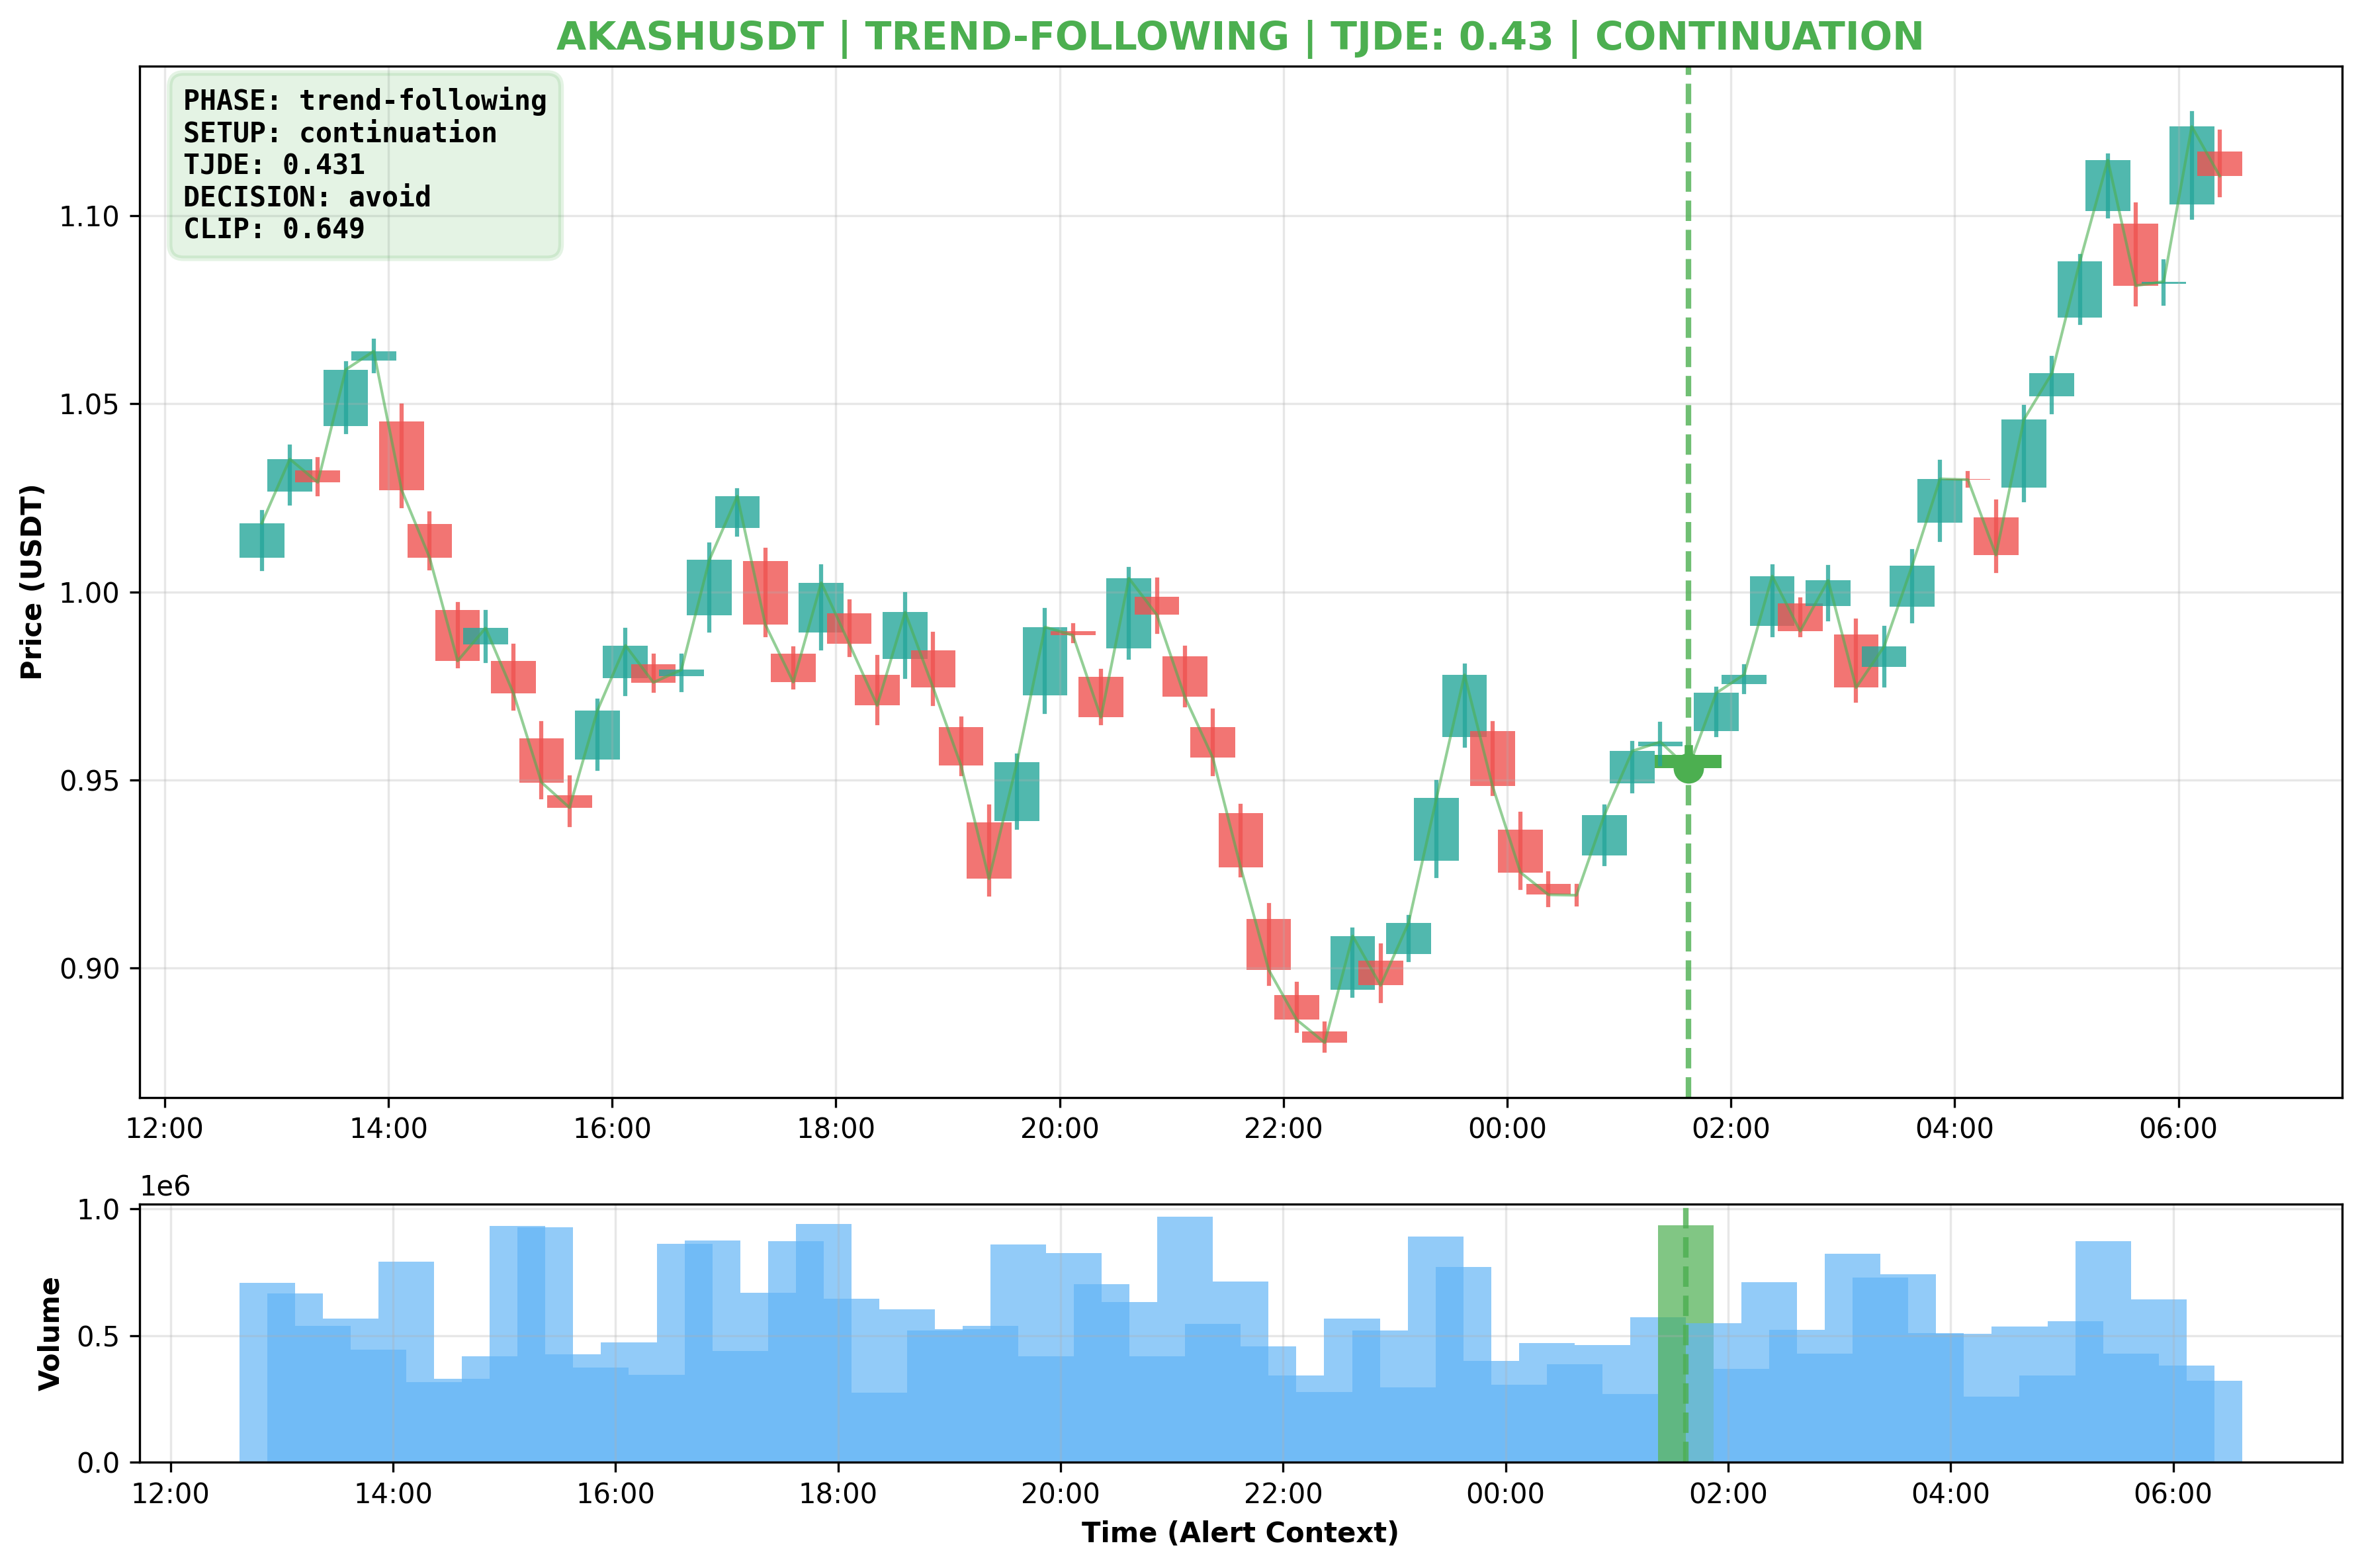 AKASHUSDT | TREND-FOLLOWING | TJDE: 0.43 | CONTINUATION
PHASE: trend-following
SETUP: continuation
TJDE: 0.431
DECISION: avoid
CLIP: 0.649
Price (USDT)
1.10
1.05
1.00
0.95
0.90
12:00 14:00 16:00 18:00 20:00 22:00 00:00 02:00 04:00 06:00
1e6
Volume
1.0
0.5
0.0
12:00 14:00 16:00 18:00 20:00 22:00 00:00 02:00 04:00 06:00
Time (Alert Context)